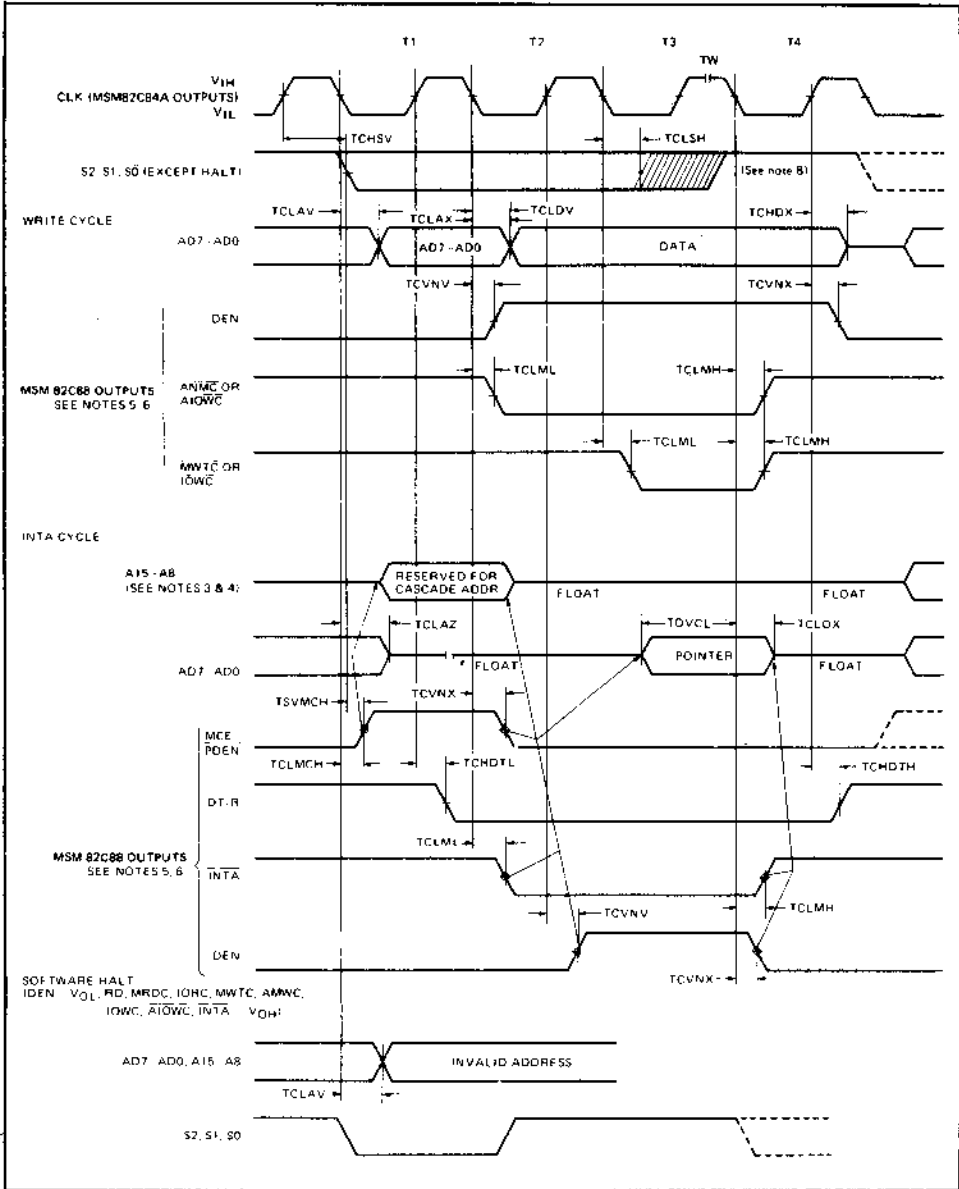 T1 T2 T3 T4
TW
VIH
CLK (MSM82C84A OUTPUTS)
VIL
TCHSV TCLSH
S2 S1, S0 (EXCEPT HALT) (See note 8)
TCLAV TCLAX TCLDV TCHDX
WRITE CYCLE
AD7-AD0 AD7-AD0 DATA
TCVNV TCVNX
DEN
TCLML TCLMH
MSM 82C88 OUTPUTS
SEE NOTES 5, 6
ANMC OR
AIOWC
TCLML TCLMH
MWTC OR
IOWC
INTA CYCLE
A15-A8
(SEE NOTES 3 & 4)
RESERVED FOR
CASCADE ADDR
FLOAT FLOAT
TCLAZ TDVCL TCLDX
AD7-AD0 FLOAT POINTER FLOAT
TSVMCH TCVNX
MCE
PDEN
TCLMCH TCHDTL TCHDTH
DT-R
TCLML
MSM 82C88 OUTPUTS
SEE NOTES 5, 6
INTA
TCVNV TCLMH
DEN
TCVNX
SOFTWARE HALT
(DEN VOL, RD, MRDC, IORC, MWTC, AMWC,
IOWC, AIOWC, INTA VOH)
AD7 AD0, A15 A8 INVALID ADDRESS
TCLAV
S2, S1, S0